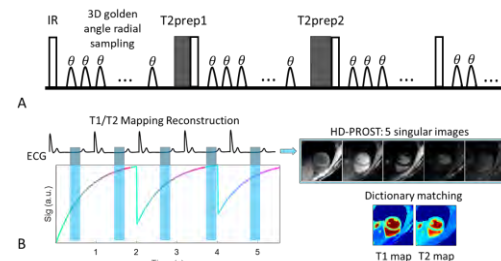 IR
3D golden
angle radial
sampling
T2prep1
T2prep2
θ θ θ ... θ
θ θ θ ... θ
θ θ θ ...
θ θ θ
A
T1/T2 Mapping Reconstruction
ECG
HD-PROST: 5 singular images
Sig (a.u.)
Dictionary matching
B
1 2 3 4 5
T1 map T2 map